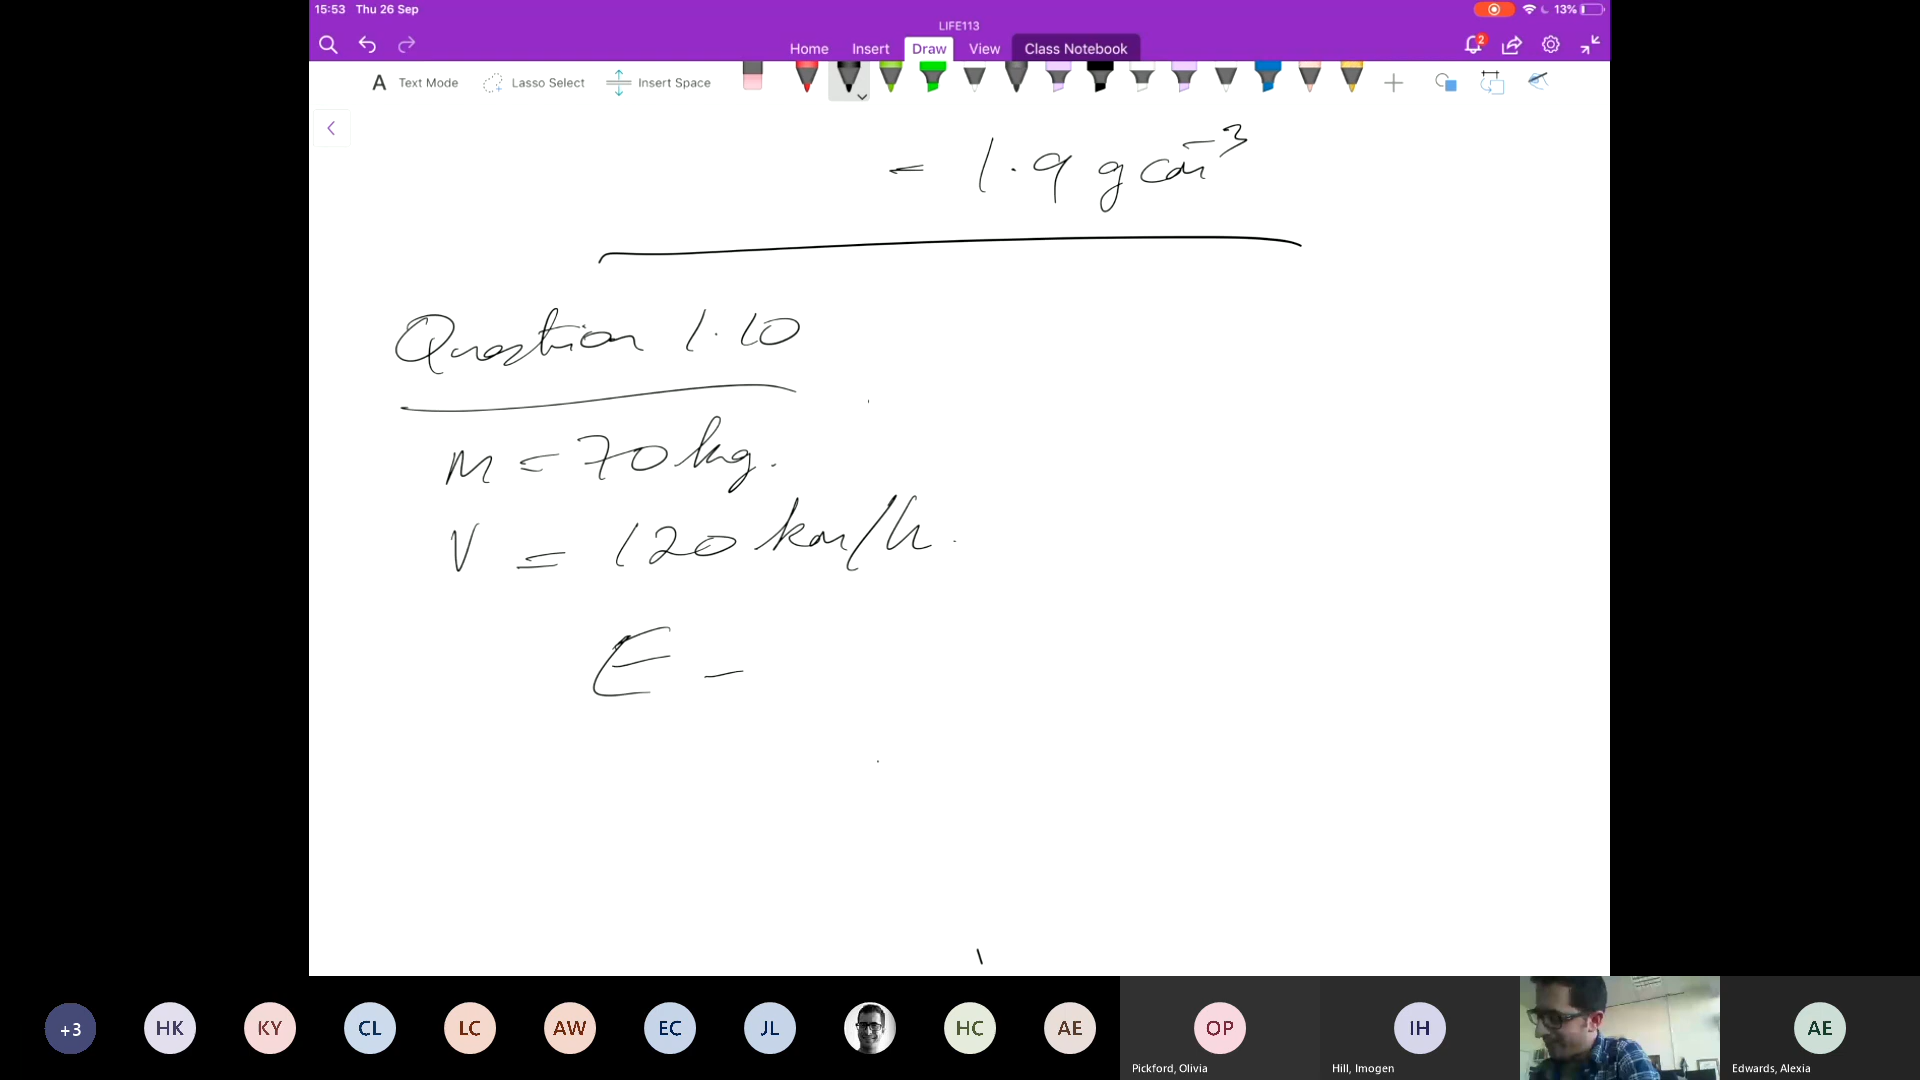 15:53 Thu 26 Sep
13%
LIFE113
Home Insert Draw View Class Notebook
2
A Text Mode Lasso Select Insert Space
= 1.9 g cm⁻³
Question 1.10
m = 70 kg.
V = 120 km/h.
E -
+3 HK KY CL LC AW EC JL HC AE OP IH AE
Pickford, Olivia Hill, Imogen Edwards, Alexia